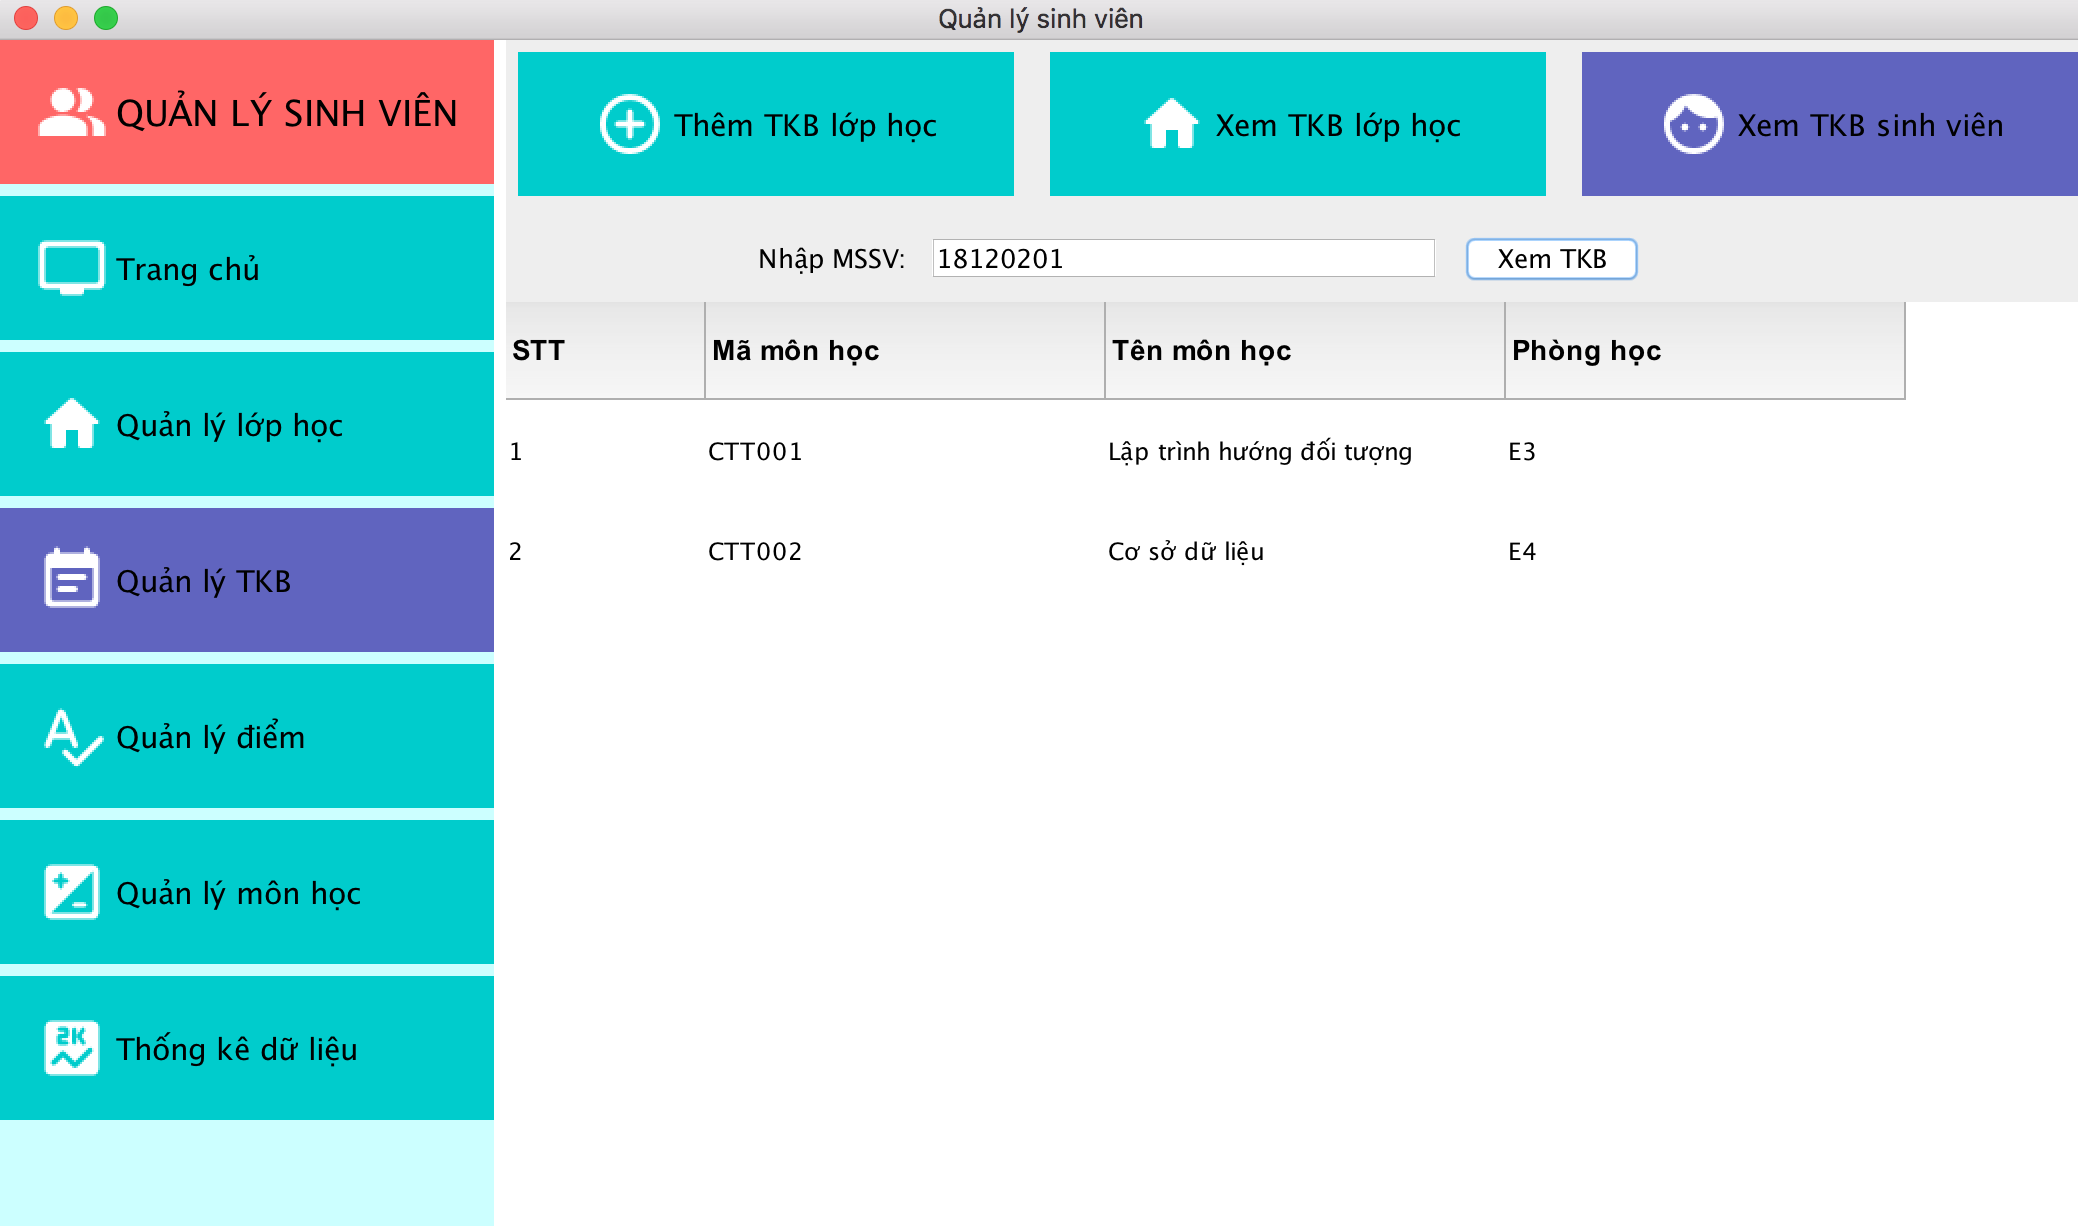 Quản lý sinh viên
QUẢN LÝ SINH VIÊN
Trang chủ
Quản lý lớp học
Quản lý TKB
Quản lý điểm
Quản lý môn học
2K
Thống kê dữ liệu
Thêm TKB lớp học
Xem TKB lớp học
Xem TKB sinh viên
Nhập MSSV: 18120201 Xem TKB
STT Mã môn học Tên môn học Phòng học
1 CTT001 Lập trình hướng đối tượng E3
2 CTT002 Cơ sở dữ liệu E4